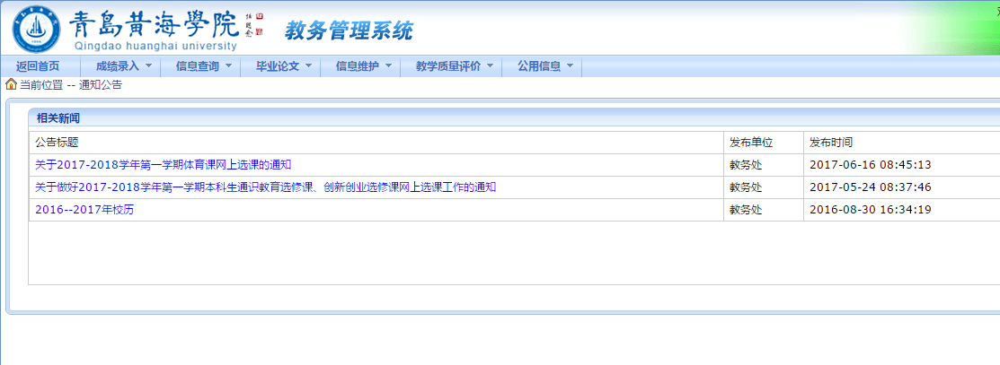 青島黄海學院
Qingdao huanghai university
教务管理系统
返回首页 成绩录入 信息查询 毕业论文 信息维护 教学质量评价 公用信息
当前位置 -- 通知公告
相关新闻
公告标题 发布单位 发布时间
关于2017-2018学年第一学期体育课网上选课的通知 教务处 2017-06-16 08:45:13
关于做好2017-2018学年第一学期本科生通识教育选修课、创新创业选修课网上选课工作的通知 教务处 2017-05-24 08:37:46
2016--2017年校历 教务处 2016-08-30 16:34:19